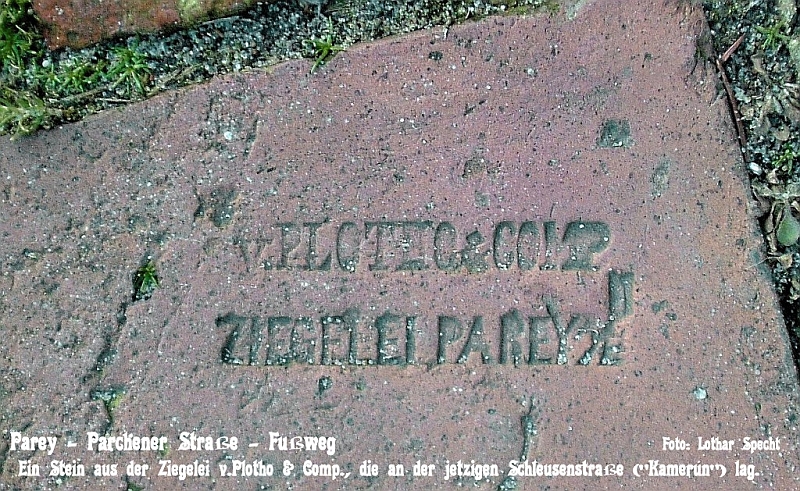 v. PLOTHO & COMP
ZIEGELEI PAREY a/E
Parey - Parchener Straße - Fußweg
Foto: Lothar Specht
Ein Stein aus der Ziegelei v.Plotho & Comp., die an der jetzigen Schleusenstraße ("Kamerun") lag.